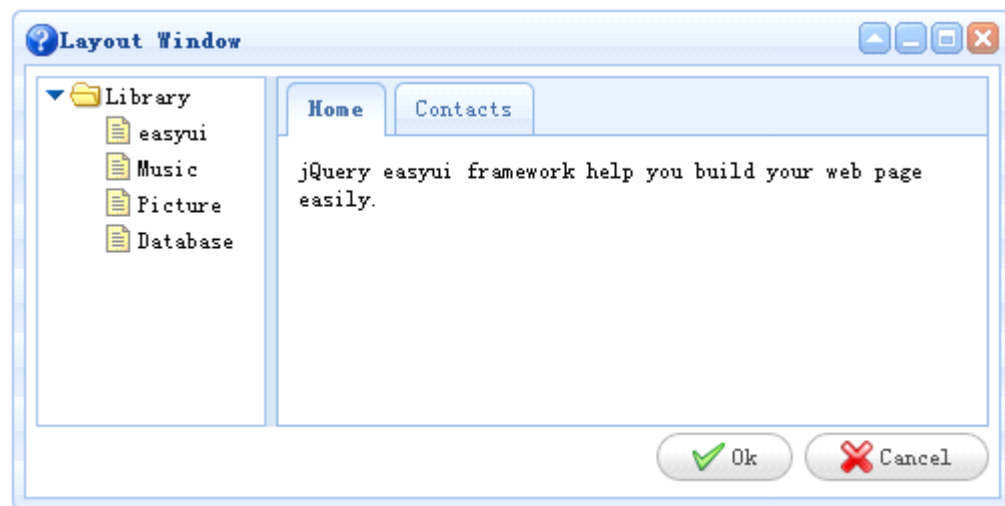 Layout Window
Library
easyui
Music
Picture
Database
Home
Contacts
jQuery easyui framework help you build your web page
easily.
Ok
Cancel